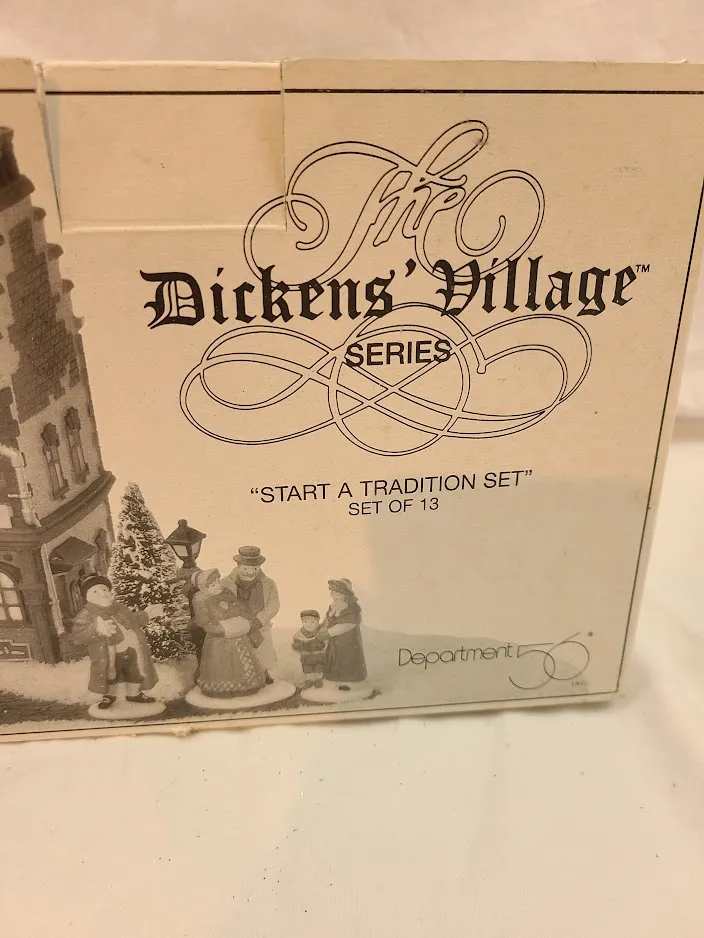 The
Dickens' Village™
SERIES
"START A TRADITION SET"
SET OF 13
Department 56